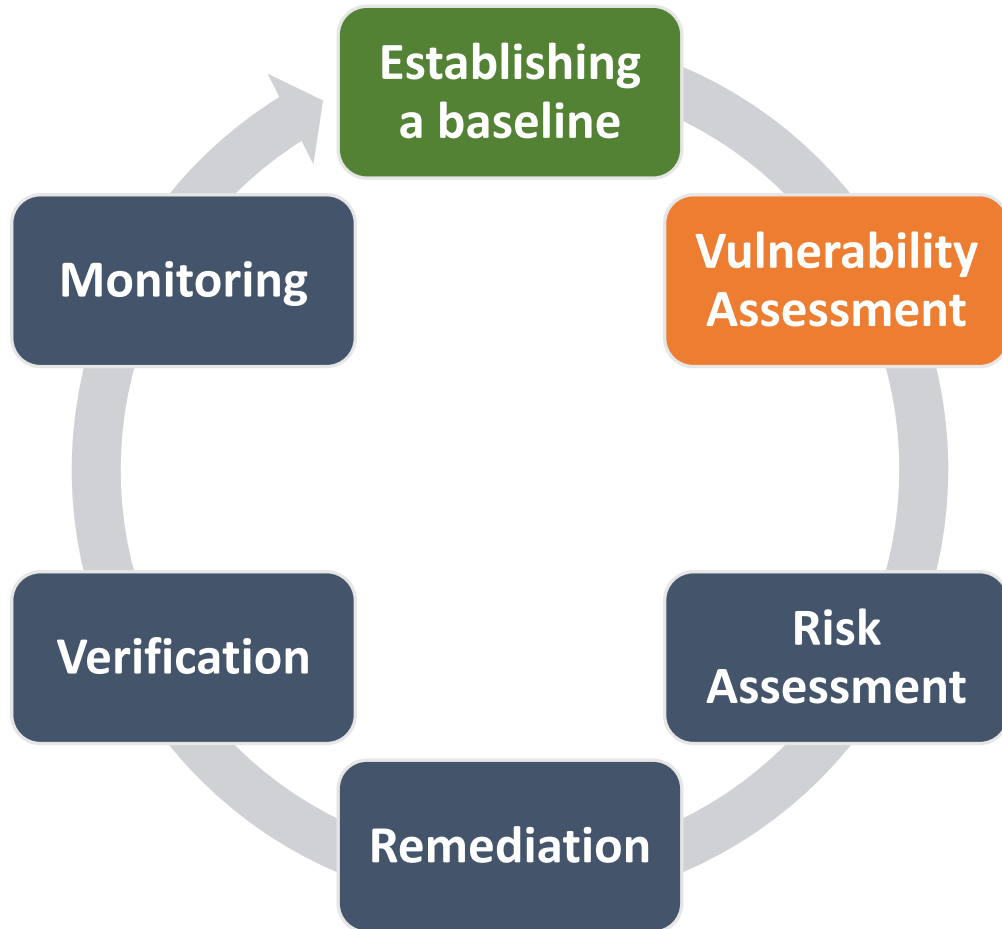 Establishing
a baseline
Vulnerability
Assessment
Risk
Assessment
Remediation
Verification
Monitoring